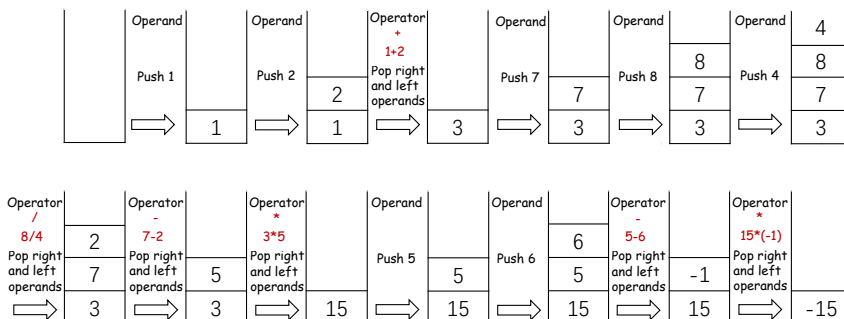 Operand
Push 1
1
Operand
Push 2
2
1
Operator
+
1+2
Pop right
and left
operands
3
Operand
Push 7
7
3
Operand
Push 8
8
7
3
Operand
Push 4
4
8
7
3
Operator
/
8/4
Pop right
and left
operands
2
7
3
Operator
-
7-2
Pop right
and left
operands
5
3
Operator
*
3*5
Pop right
and left
operands
15
Operand
Push 5
5
15
Operand
Push 6
6
5
15
Operator
-
5-6
Pop right
and left
operands
-1
15
Operator
*
15*(-1)
Pop right
and left
operands
-15